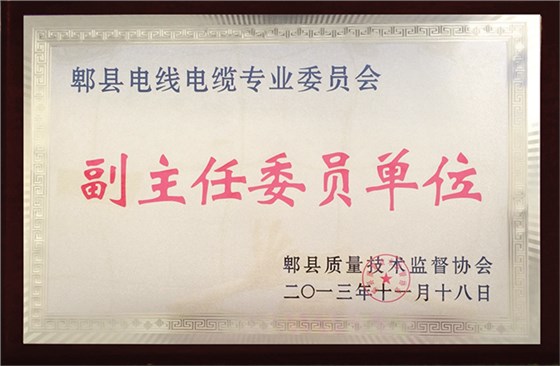 郫县电线电缆专业委员会
副主任委员单位
郫县质量技术监督协会
二〇一三年十一月十八日